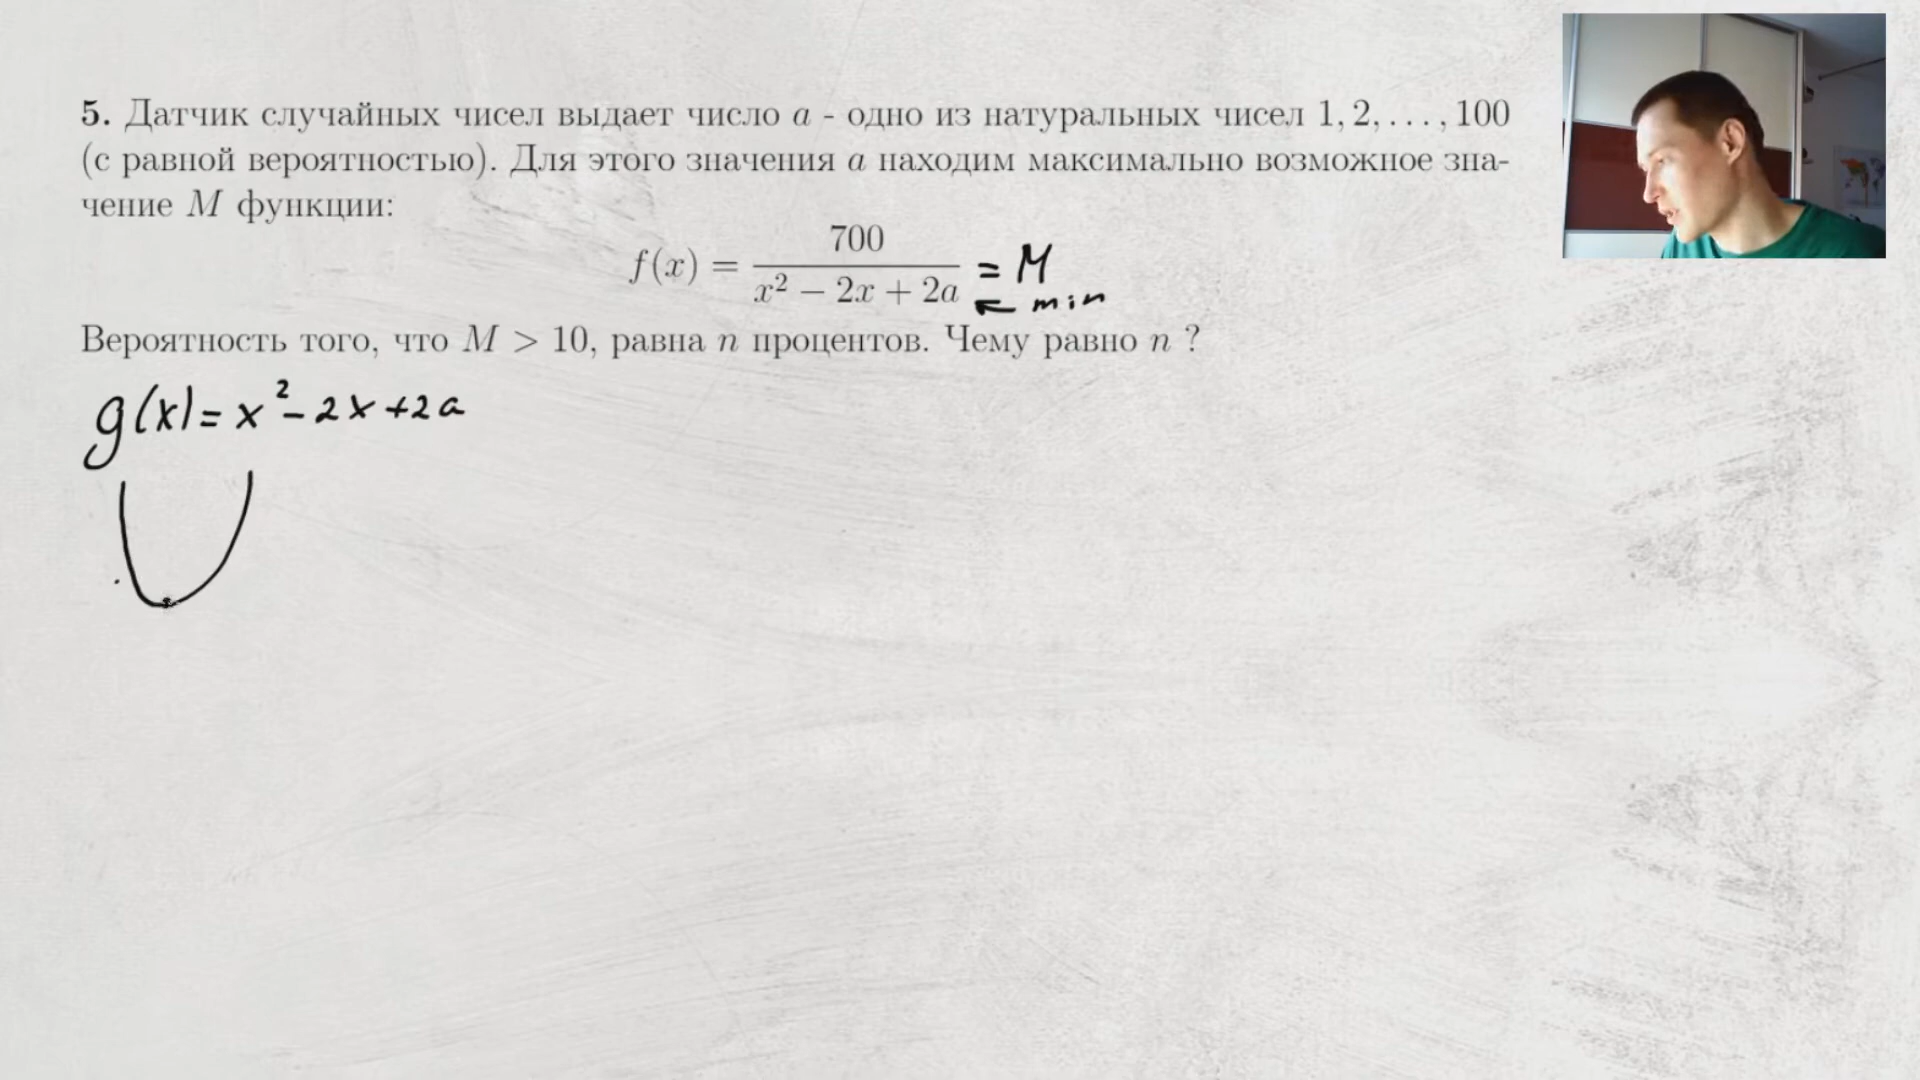 5. Датчик случайных чисел выдает число a - одно из натуральных чисел 1, 2, . . . , 100
(с равной вероятностью). Для этого значения a находим максимально возможное зна-
чение M функции:
f(x) = 700 / (x² − 2x + 2a) = M
← min
Вероятность того, что M > 10, равна n процентов. Чему равно n ?
g(x) = x² - 2x + 2a